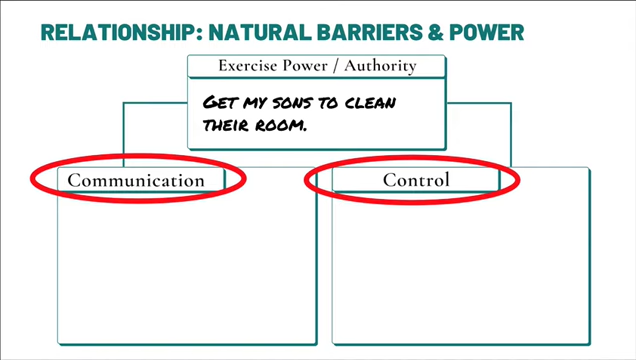 RELATIONSHIP: NATURAL BARRIERS & POWER
Exercise Power / Authority
GET MY SONS TO CLEAN
THEIR ROOM.
Communication
Control